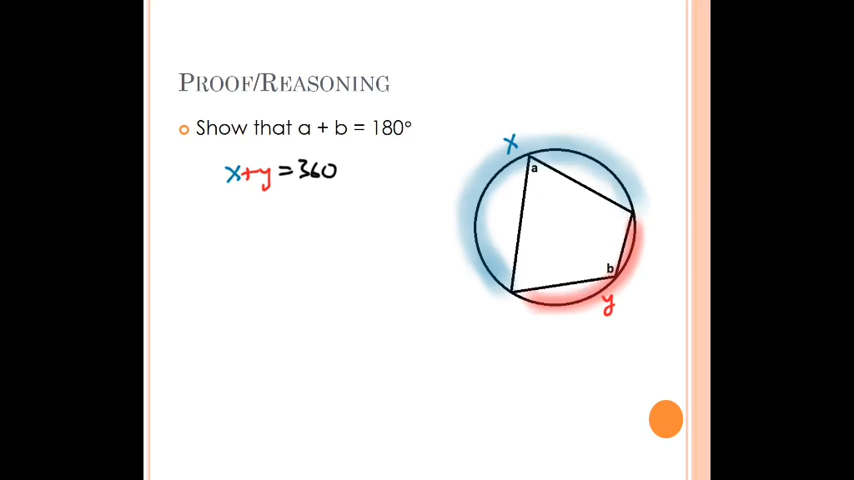 PROOF/REASONING
Show that a + b = 180°
x+y=360
x
a
b
y